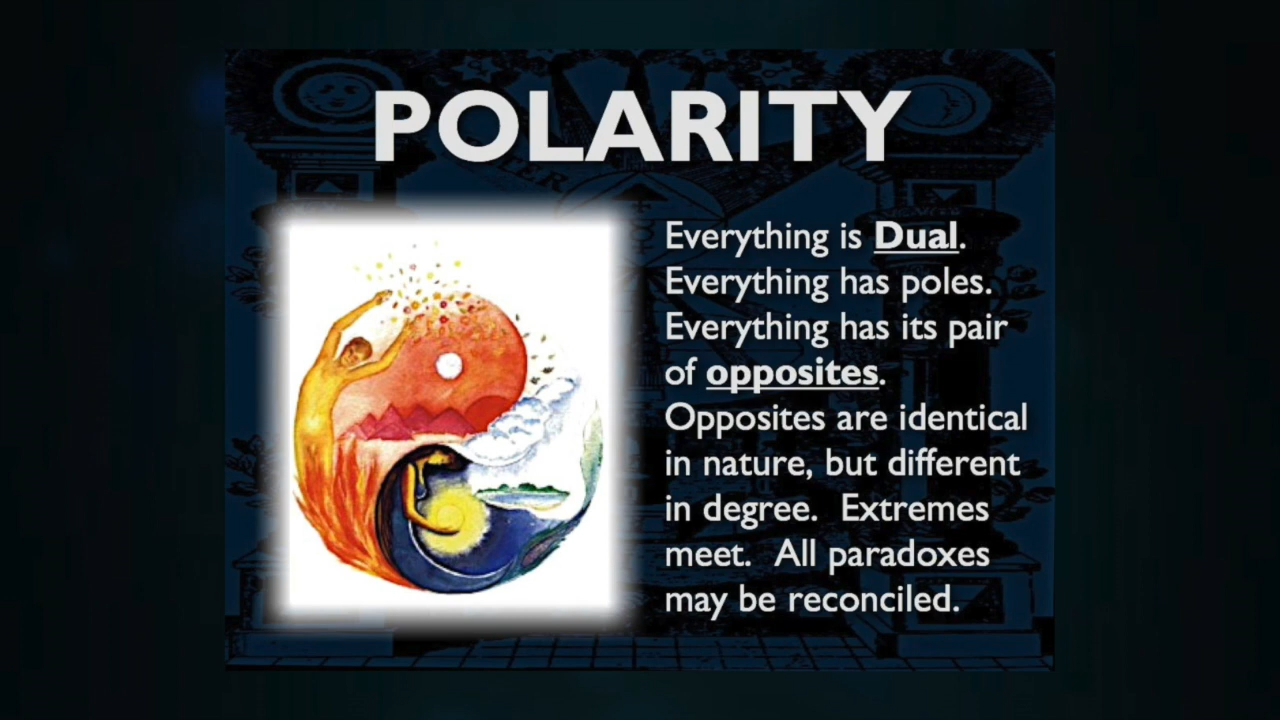 POLARITY
Everything is Dual.
Everything has poles.
Everything has its pair
of opposites.
Opposites are identical
in nature, but different
in degree.  Extremes
meet.  All paradoxes
may be reconciled.